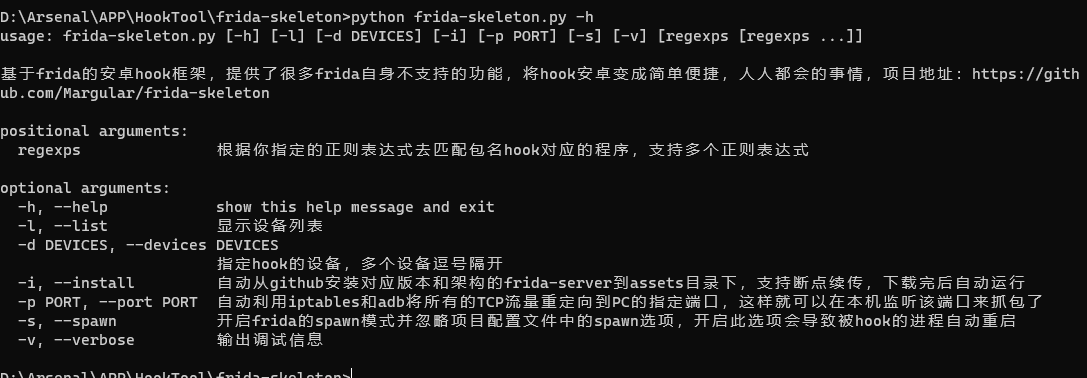 D:\Arsenal\APP\HookTool\frida-skeleton>python frida-skeleton.py -h
usage: frida-skeleton.py [-h] [-l] [-d DEVICES] [-i] [-p PORT] [-s] [-v] [regexps [regexps ...]]
基于frida的安卓hook框架，提供了很多frida自身不支持的功能，将hook安卓变成简单便捷，人人都会的事情，项目地址：https://gith
ub.com/Margular/frida-skeleton
positional arguments:
  regexps               根据你指定的正则表达式去匹配包名hook对应的程序，支持多个正则表达式
optional arguments:
  -h, --help            show this help message and exit
  -l, --list            显示设备列表
  -d DEVICES, --devices DEVICES
                        指定hook的设备，多个设备逗号隔开
  -i, --install         自动从github安装对应版本和架构的frida-server到assets目录下，支持断点续传，下载完后自动运行
  -p PORT, --port PORT  自动利用iptables和adb将所有的TCP流量重定向到PC的指定端口，这样就可以在本机监听该端口来抓包了
  -s, --spawn           开启frida的spawn模式并忽略项目配置文件中的spawn选项，开启此选项会导致被hook的进程自动重启
  -v, --verbose         输出调试信息
D:\Arsenal\APP\HookTool\frida-skeleton>